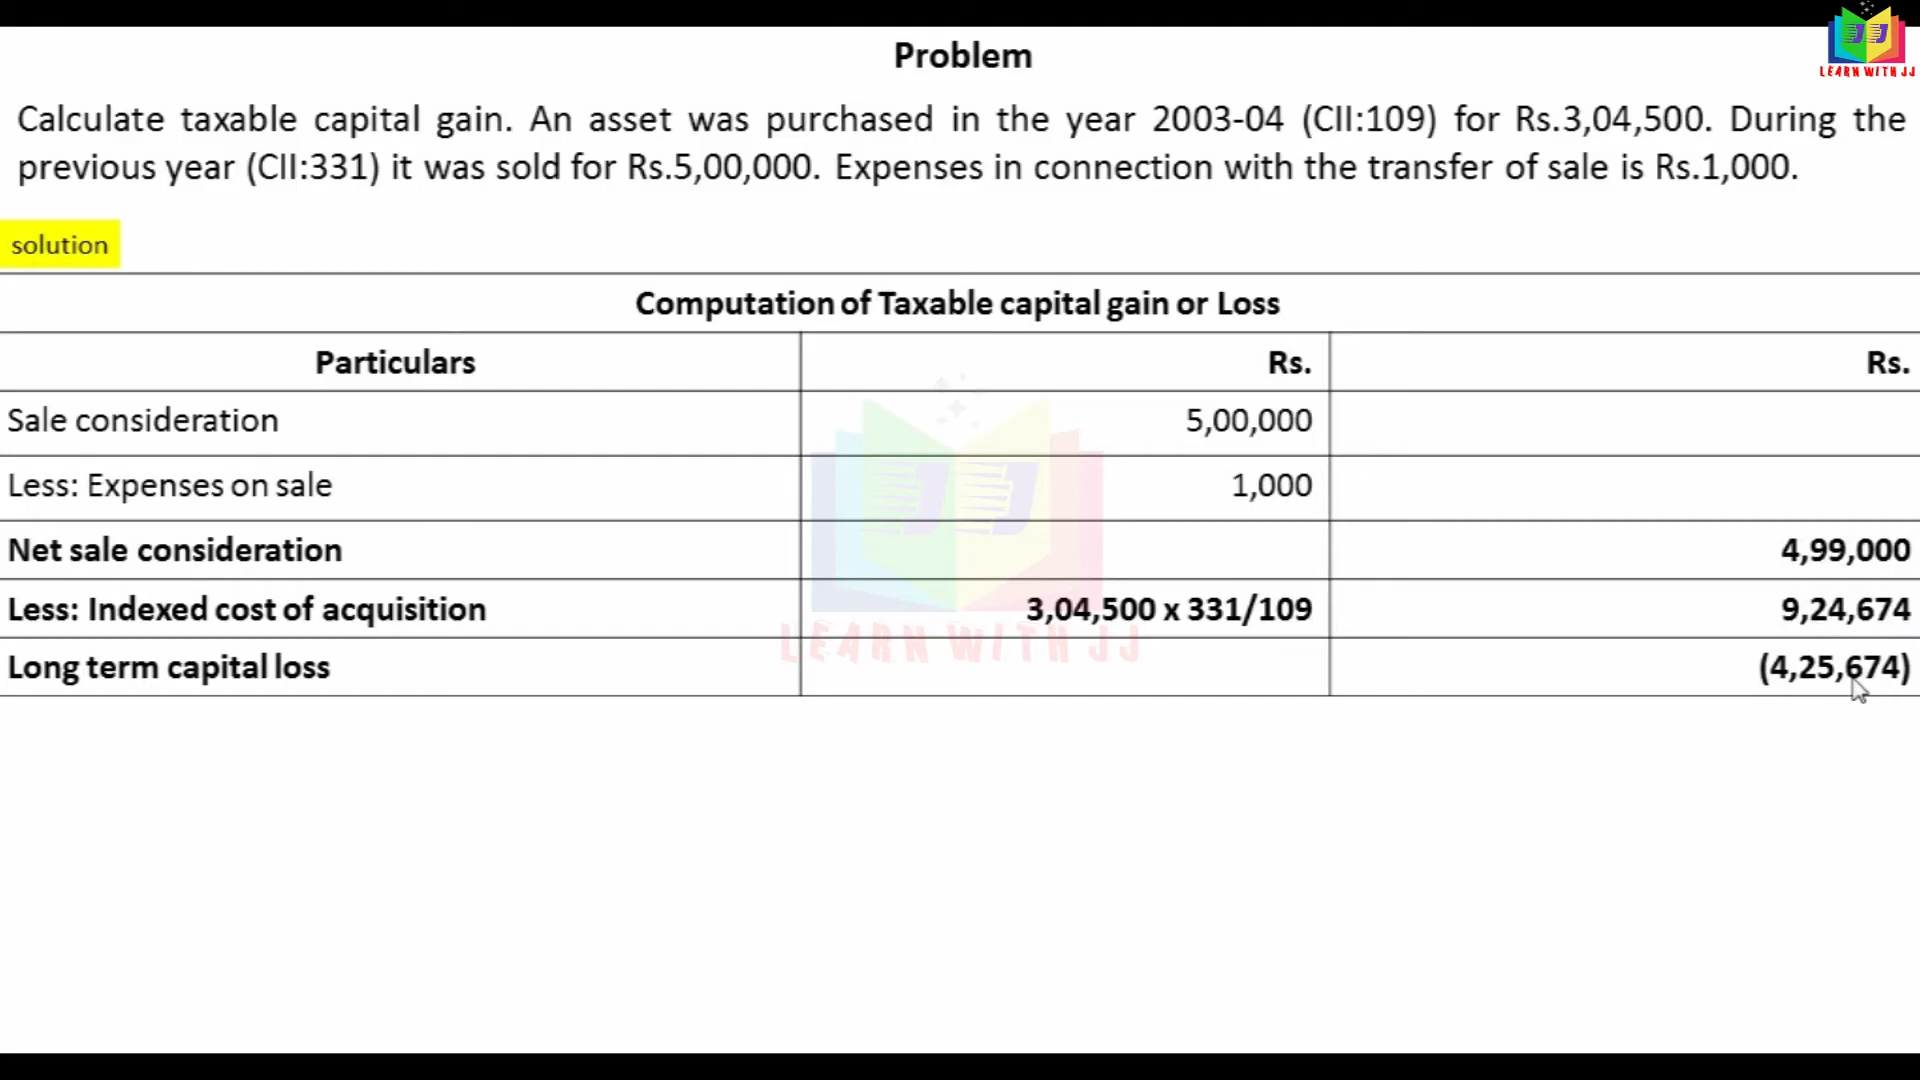 LEARN WITH JJ
Problem
Calculate taxable capital gain. An asset was purchased in the year 2003-04 (CII:109) for Rs.3,04,500. During the
previous year (CII:331) it was sold for Rs.5,00,000. Expenses in connection with the transfer of sale is Rs.1,000.
solution
Computation of Taxable capital gain or Loss
Particulars Rs. Rs.
Sale consideration 5,00,000
Less: Expenses on sale 1,000
Net sale consideration 4,99,000
Less: Indexed cost of acquisition 3,04,500 x 331/109 9,24,674
LEARN WITH JJ
Long term capital loss (4,25,674)